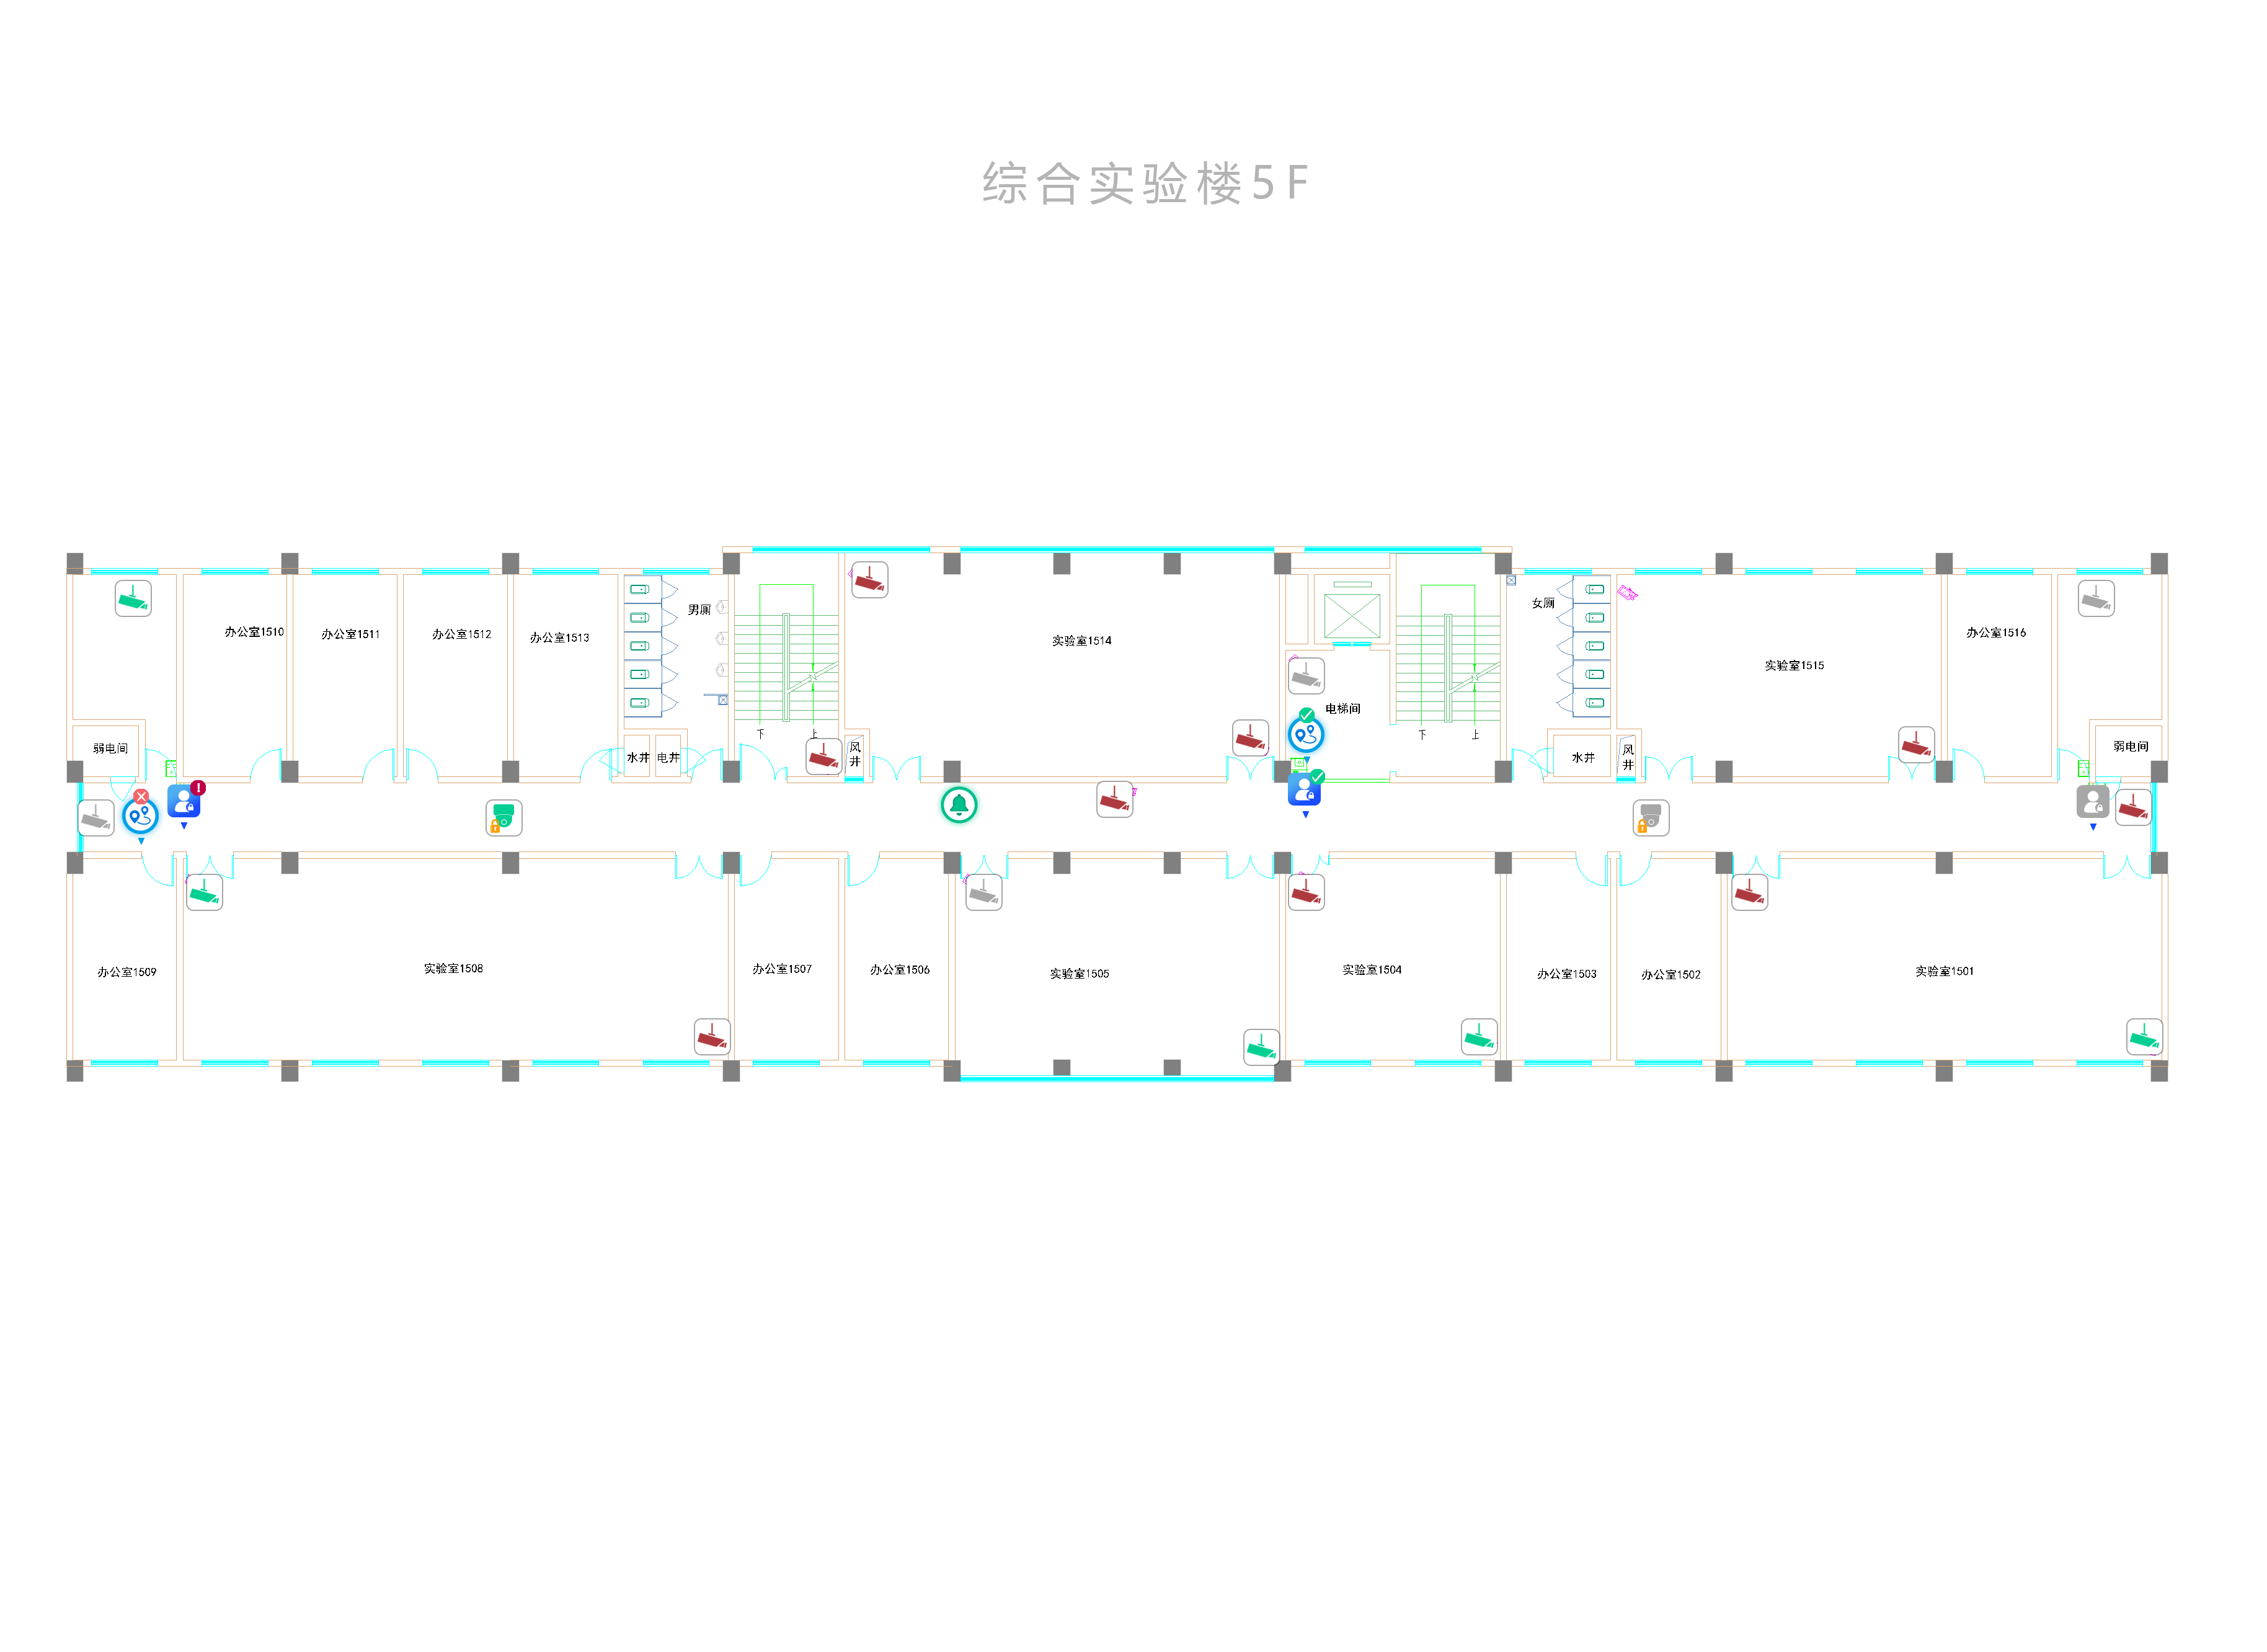 综合实验楼5F
办公室1510
办公室1511
办公室1512
办公室1513
男厕
实验室1514
电梯间
女厕
实验室1515
办公室1516
弱电间
水井
电井
下
上
风井
下
上
水井
风井
弱电间
办公室1509
实验室1508
办公室1507
办公室1506
实验室1505
实验室1504
办公室1503
办公室1502
实验室1501